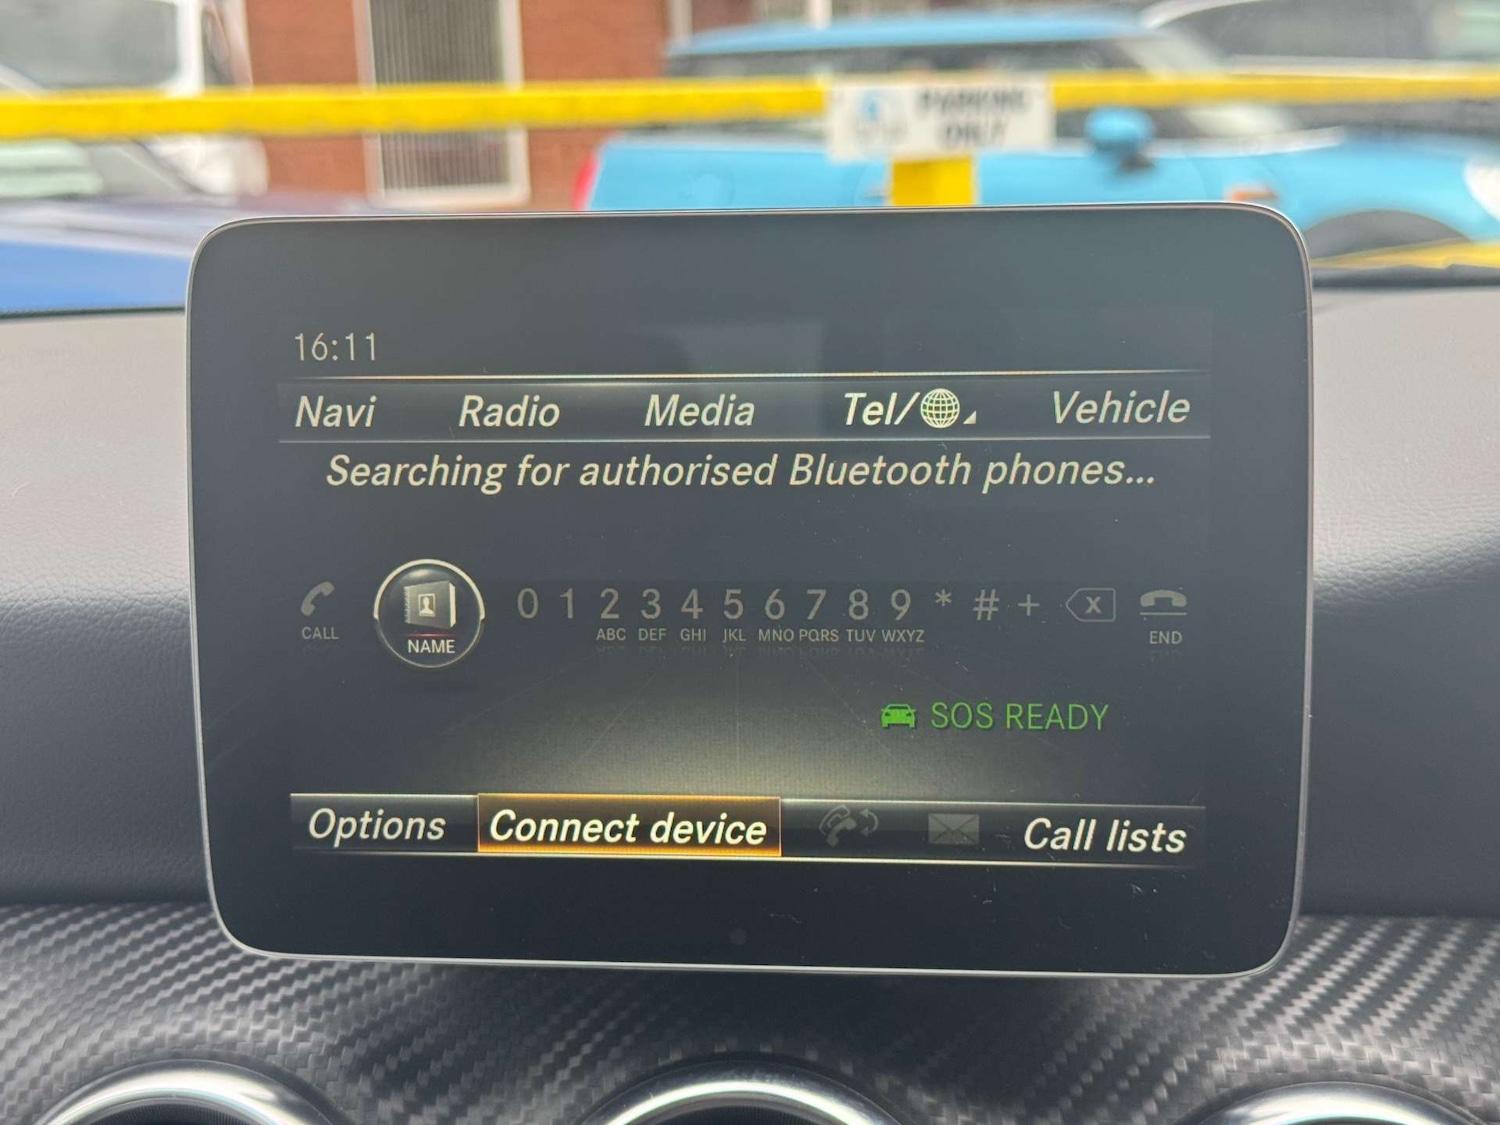 PARKING
ONLY
16:11
Navi Radio Media Tel/ Vehicle
Searching for authorised Bluetooth phones...
0 1 2 3 4 5 6 7 8 9 * # + X
CALL NAME ABC DEF GHI JKL MNO PQRS TUV WXYZ END
SOS READY
Options Connect device Call lists